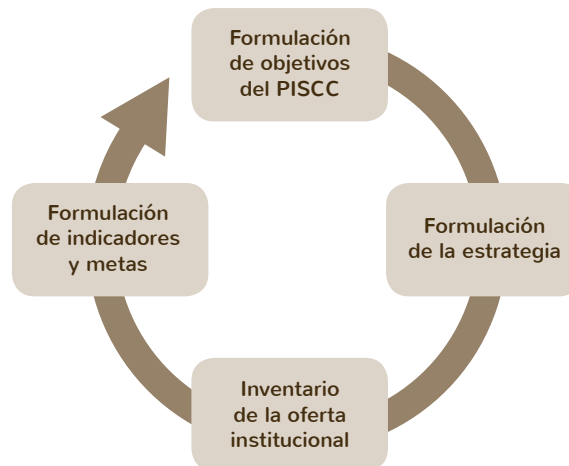 Formulación
de objetivos
del PISCC
Formulación
de la estrategia
Inventario
de la oferta
institucional
Formulación
de indicadores
y metas